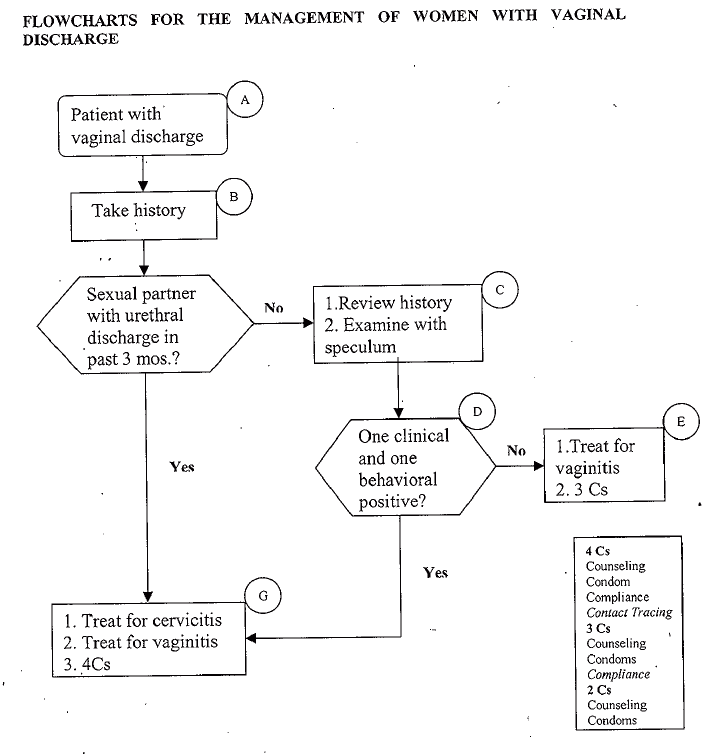 FLOWCHARTS FOR THE MANAGEMENT OF WOMEN WITH VAGINAL
DISCHARGE
A
Patient with
vaginal discharge
B
Take history
Sexual partner
with urethral
discharge in
past 3 mos.?
No
C
1.Review history
2. Examine with
speculum
D
One clinical
and one
behavioral
positive?
No
E
1.Treat for
vaginitis
2. 3 Cs
Yes
Yes
G
1. Treat for cervicitis
2. Treat for vaginitis
3. 4Cs
4 Cs
Counseling
Condom
Compliance
Contact Tracing
3 Cs
Counseling
Condoms
Compliance
2 Cs
Counseling
Condoms